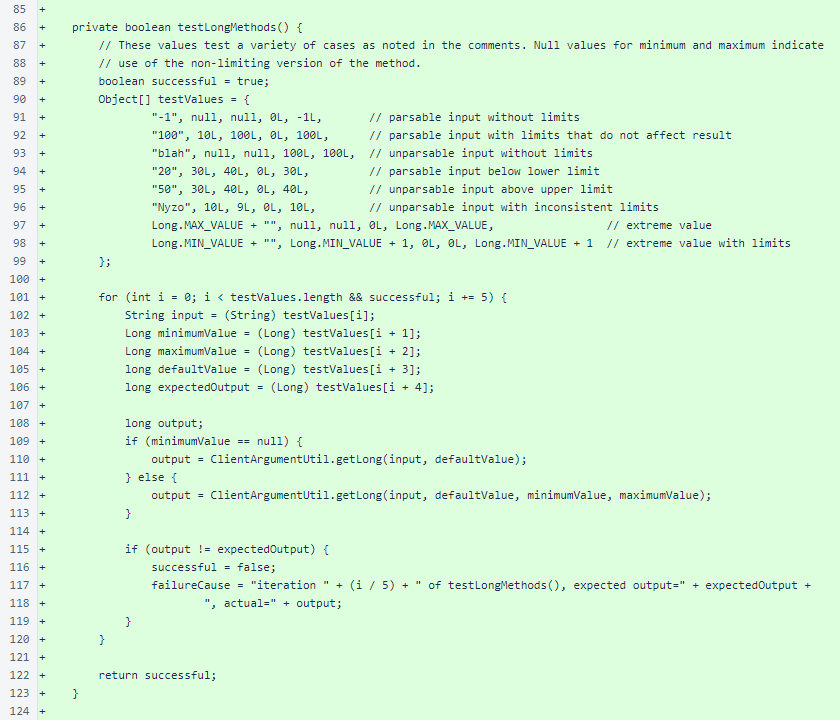 85 +
86 + private boolean testLongMethods() {
87 + // These values test a variety of cases as noted in the comments. Null values for minimum and maximum indicate
88 + // use of the non-limiting version of the method.
89 + boolean successful = true;
90 + Object[] testValues = {
91 + "-1", null, null, 0L, -1L, // parsable input without limits
92 + "100", 10L, 100L, 0L, 100L, // parsable input with limits that do not affect result
93 + "blah", null, null, 100L, 100L, // unparsable input without limits
94 + "20", 30L, 40L, 0L, 30L, // parsable input below lower limit
95 + "50", 30L, 40L, 0L, 40L, // unparsable input above upper limit
96 + "Nyzo", 10L, 9L, 0L, 10L, // unparsable input with inconsistent limits
97 + Long.MAX_VALUE + "", null, null, 0L, Long.MAX_VALUE, // extreme value
98 + Long.MIN_VALUE + "", Long.MIN_VALUE + 1, 0L, 0L, Long.MIN_VALUE + 1 // extreme value with limits
99 + };
100 +
101 + for (int i = 0; i < testValues.length && successful; i += 5) {
102 + String input = (String) testValues[i];
103 + Long minimumValue = (Long) testValues[i + 1];
104 + Long maximumValue = (Long) testValues[i + 2];
105 + long defaultValue = (Long) testValues[i + 3];
106 + long expectedOutput = (Long) testValues[i + 4];
107 +
108 + long output;
109 + if (minimumValue == null) {
110 + output = ClientArgumentUtil.getLong(input, defaultValue);
111 + } else {
112 + output = ClientArgumentUtil.getLong(input, defaultValue, minimumValue, maximumValue);
113 + }
114 +
115 + if (output != expectedOutput) {
116 + successful = false;
117 + failureCause = "iteration " + (i / 5) + " of testLongMethods(), expected output=" + expectedOutput +
118 + ", actual=" + output;
119 + }
120 + }
121 +
122 + return successful;
123 + }
124 +